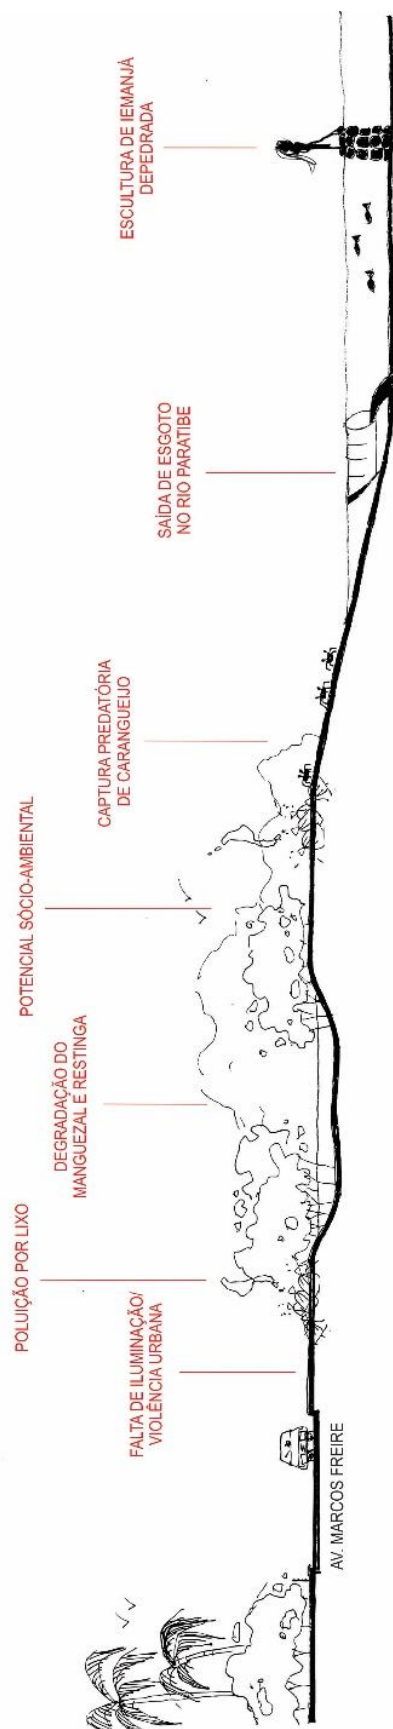 POLUIÇÃO POR LIXO
POTENCIAL SÓCIO-AMBIENTAL
FALTA DE ILUMINAÇÃO/
VIOLÊNCIA URBANA
DEGRADAÇÃO DO
MANGUEZAL E RESTINGA
CAPTURA PREDATÓRIA
DE CARANGUEIJO
SAÍDA DE ESGOTO
NO RIO PARATIBE
ESCULTURA DE IEMANJÁ
DEPEDRADA
AV. MARCOS FREIRE